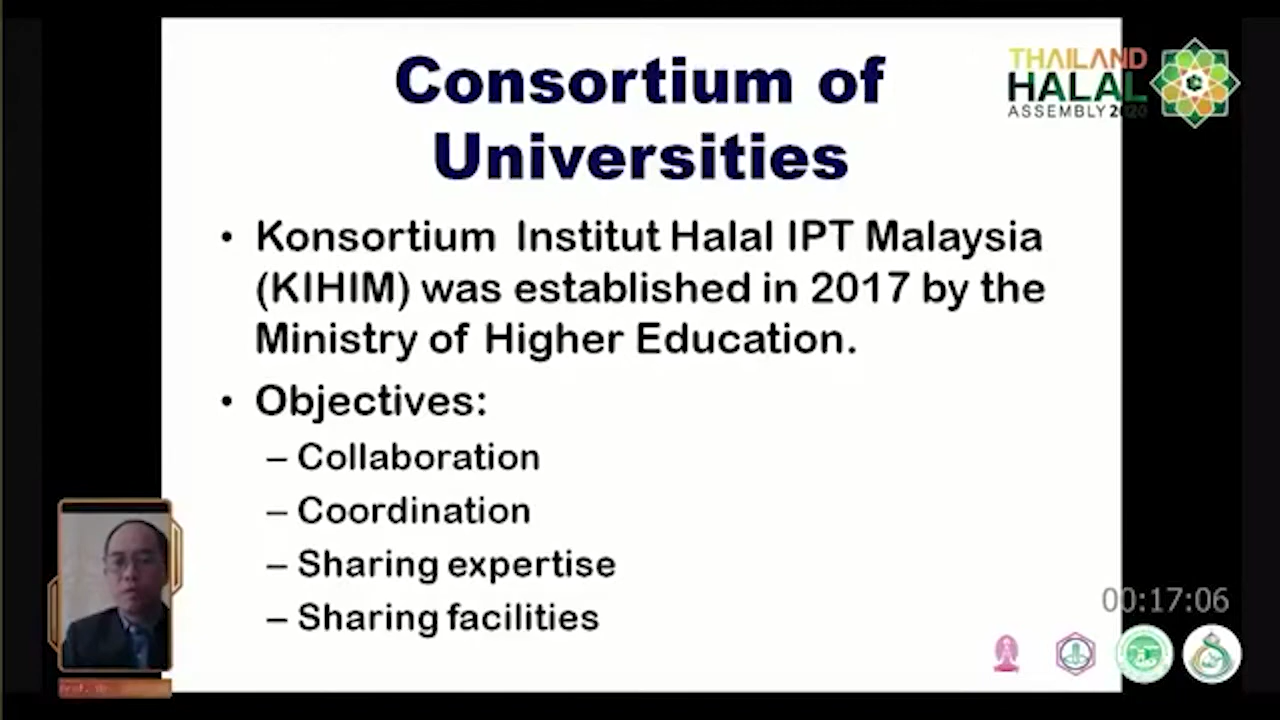 Consortium of
Universities
THAILAND
HALAL
ASSEMBLY 2020
• Konsortium Institut Halal IPT Malaysia
(KIHIM) was established in 2017 by the
Ministry of Higher Education.
• Objectives:
– Collaboration
– Coordination
– Sharing expertise
– Sharing facilities
00:17:06